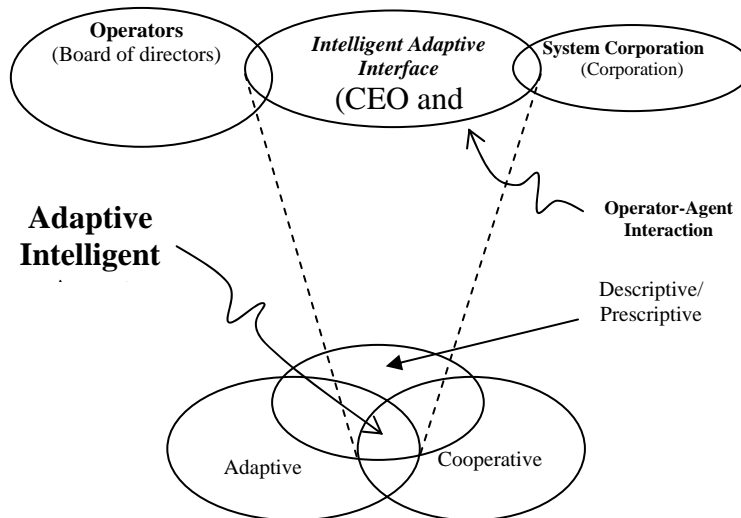 Operators
(Board of directors)
Intelligent Adaptive
Interface
(CEO and
System Corporation
(Corporation)
Adaptive
Intelligent
Operator-Agent
Interaction
Descriptive/
Prescriptive
Adaptive
Cooperative